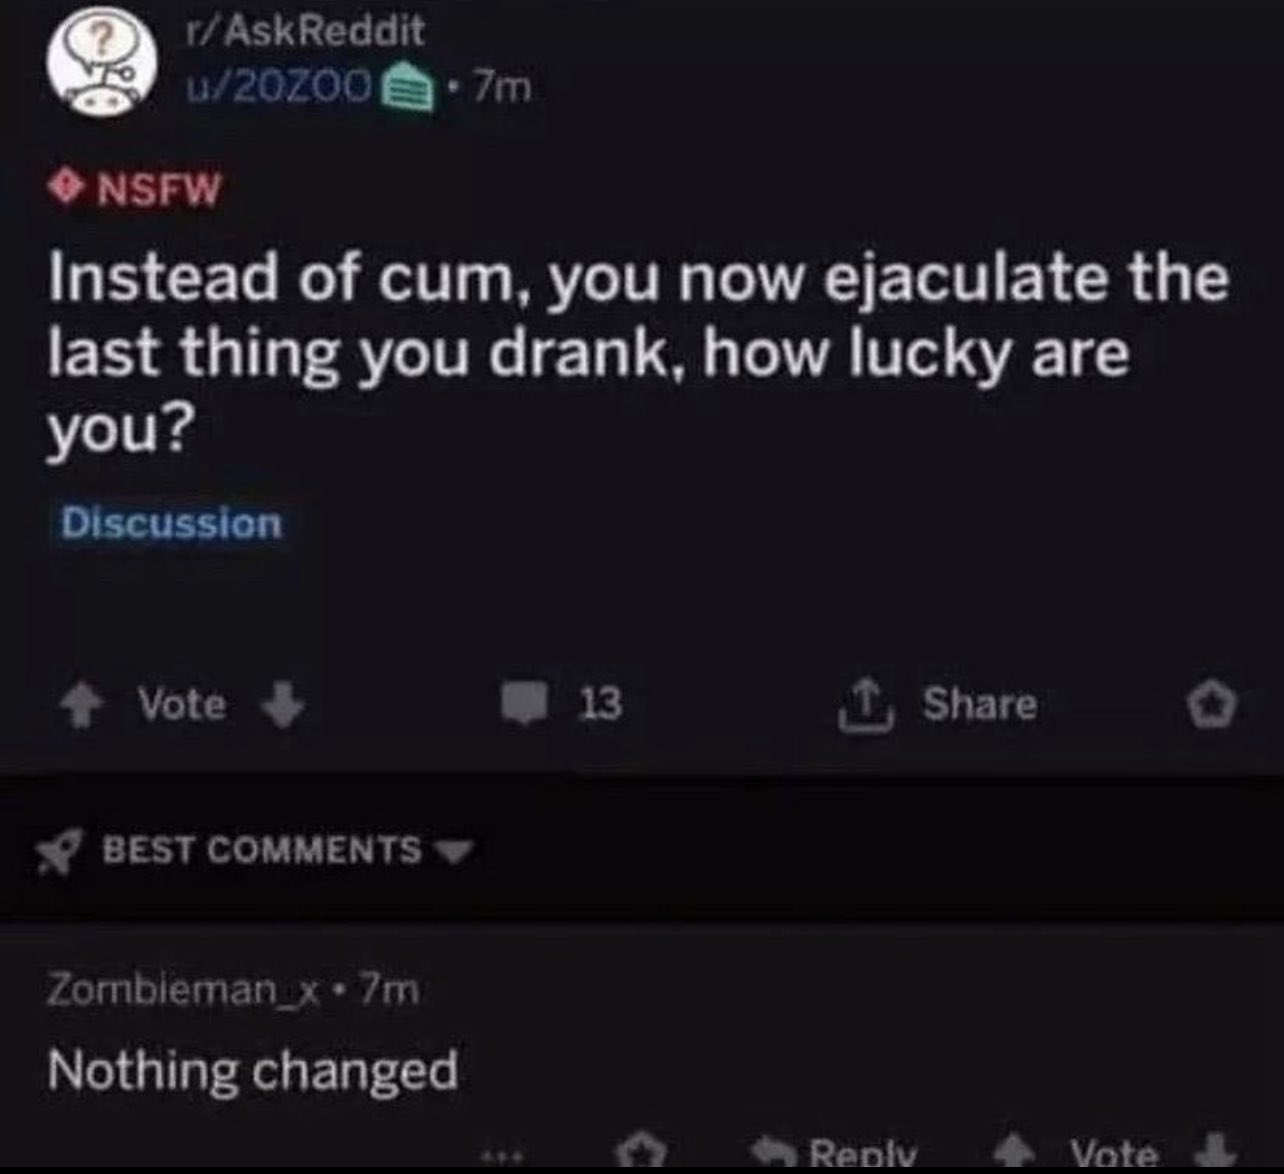 r/AskReddit
u/20ZOO • 7m
NSFW
Instead of cum, you now ejaculate the
last thing you drank, how lucky are
you?
Discussion
Vote 13 Share
BEST COMMENTS
Zombieman_x • 7m
Nothing changed
... Reply Vote